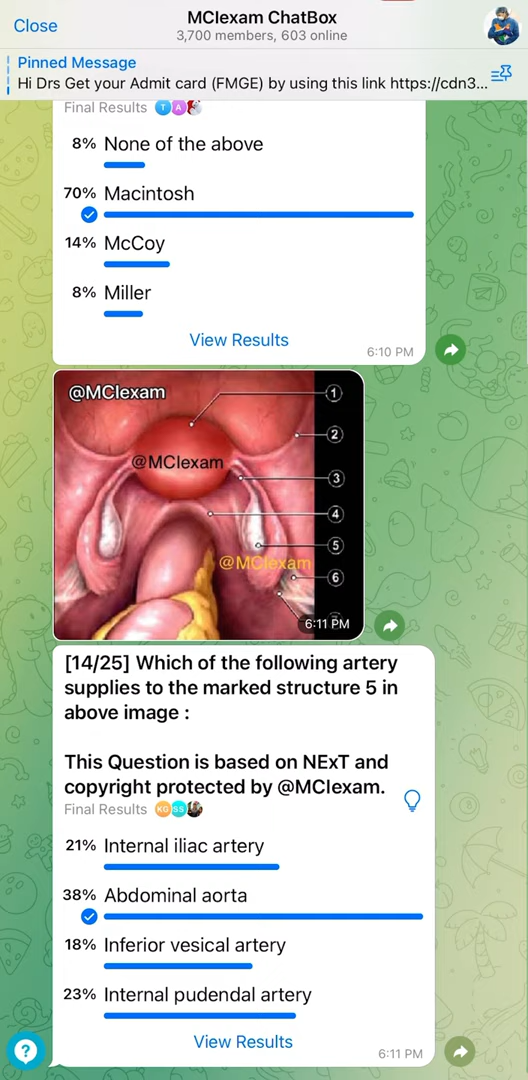 Close
MCIexam ChatBox
3,700 members, 603 online
Pinned Message
Hi Drs Get your Admit card (FMGE) by using this link https://cdn3...
Final Results T A
8% None of the above
70% Macintosh
14% McCoy
8% Miller
View Results
6:10 PM
@MCIexam
1
2
@MCIexam
3
4
5
@MCIexam
6
6:11 PM
[14/25] Which of the following artery
supplies to the marked structure 5 in
above image :
This Question is based on NExT and
copyright protected by @MCIexam.
Final Results KG SS
21% Internal iliac artery
38% Abdominal aorta
18% Inferior vesical artery
23% Internal pudendal artery
View Results
6:11 PM
?